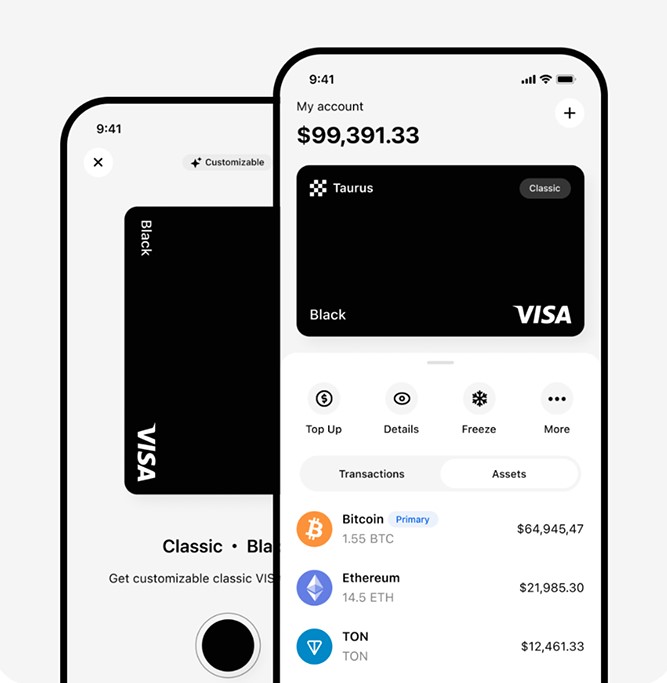 9:41
Customizable
Black
VISA
Classic • Bla
Get customizable classic VIS
9:41
My account
$99,391.33
Taurus
Classic
Black
VISA
Top Up
Details
Freeze
More
Transactions
Assets
Bitcoin Primary
$64,945,47
1.55 BTC
Ethereum
$21,985.30
14.5 ETH
TON
$12,461.33
TON